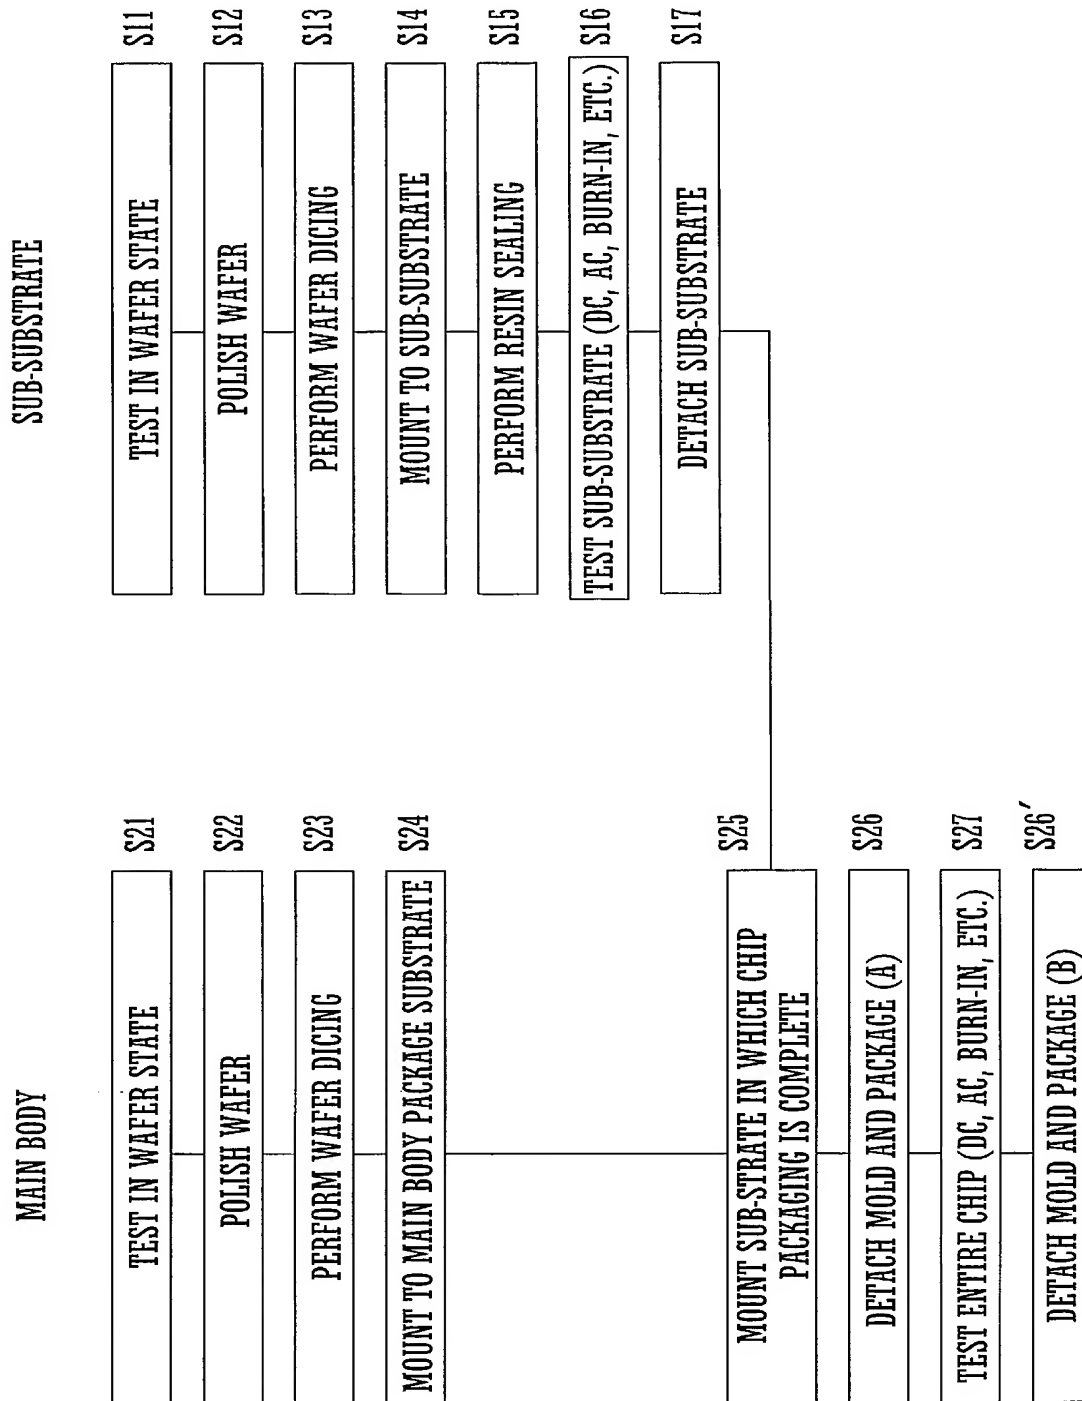 SUB-SUBSTRATE
TEST IN WAFER STATE
S11
POLISH WAFER
S12
PERFORM WAFER DICING
S13
MOUNT TO SUB-SUBSTRATE
S14
PERFORM RESIN SEALING
S15
TEST SUB-SUBSTRATE (DC, AC, BURN-IN, ETC.)
S16
DETACH SUB-SUBSTRATE
S17
MAIN BODY
TEST IN WAFER STATE
S21
POLISH WAFER
S22
PERFORM WAFER DICING
S23
MOUNT TO MAIN BODY PACKAGE SUBSTRATE
S24
MOUNT SUB-STRATE IN WHICH CHIP
PACKAGING IS COMPLETE
S25
DETACH MOLD AND PACKAGE (A)
S26
TEST ENTIRE CHIP (DC, AC, BURN-IN, ETC.)
S27
DETACH MOLD AND PACKAGE (B)
S26´